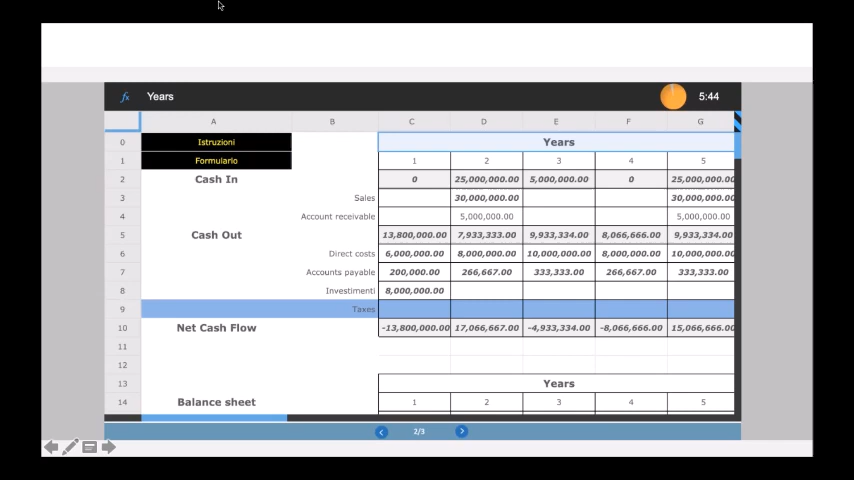 fx Years 5:44
A B C D E F G
0 Istruzioni Years
1 Formulario 1 2 3 4 5
2 Cash In 0 25,000,000.00 5,000,000.00 0 25,000,000.00
3 Sales 30,000,000.00 30,000,000.00
4 Account receivable 5,000,000.00 5,000,000.00
5 Cash Out 13,800,000.00 7,933,333.00 9,933,334.00 8,066,666.00 9,933,334.00
6 Direct costs 6,000,000.00 8,000,000.00 10,000,000.00 8,000,000.00 10,000,000.00
7 Accounts payable 200,000.00 266,667.00 333,333.00 266,667.00 333,333.00
8 Investimenti 8,000,000.00
9 Taxes
10 Net Cash Flow -13,800,000.00 17,066,667.00 -4,933,334.00 -8,066,666.00 15,066,666.00
11
12
13 Years
14 Balance sheet 1 2 3 4 5
2/3